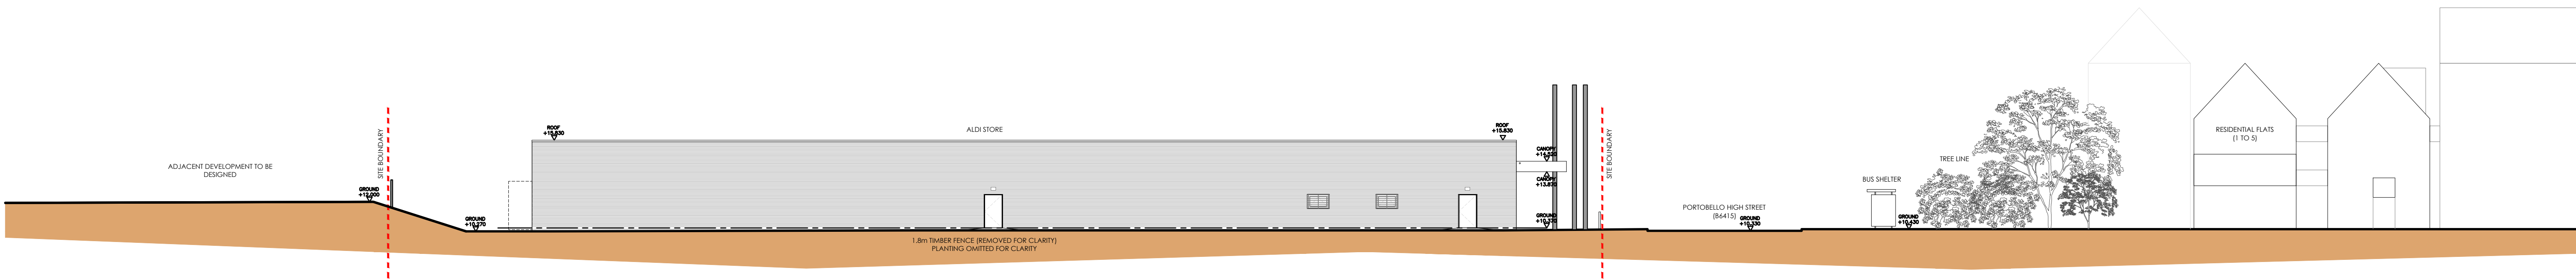 ADJACENT DEVELOPMENT TO BE
DESIGNED
GROUND
+12.000
SITE BOUNDARY
GROUND
+10.270
ROOF
+15.830
ALDI STORE
1.8m TIMBER FENCE (REMOVED FOR CLARITY)
PLANTING OMITTED FOR CLARITY
ROOF
+15.830
CANOPY
CANOPY
+13.870
GROUND
SITE BOUNDARY
PORTOBELLO HIGH STREET
(B6415)
GROUND
+10.330
BUS SHELTER
GROUND
+10.430
TREE LINE
RESIDENTIAL FLATS
(1 TO 5)